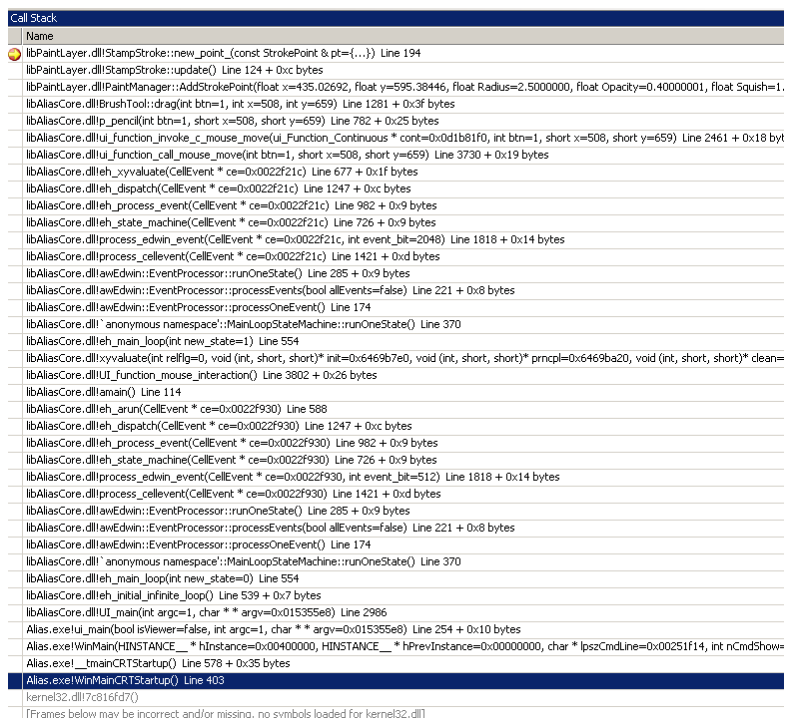 Call Stack
Name
libPaintLayer.dll!StampStroke::new_point_(const StrokePoint & pt={...}) Line 194
libPaintLayer.dll!StampStroke::update() Line 124 + 0xc bytes
libPaintLayer.dll!PaintManager::AddStrokePoint(float x=435.02692, float y=595.38446, float Radius=2.5000000, float Opacity=0.40000001, float Squish=1.
libAliasCore.dll!BrushTool::drag(int btn=1, int x=508, int y=659) Line 1281 + 0x3f bytes
libAliasCore.dll!p_pencil(int btn=1, short x=508, short y=659) Line 782 + 0x25 bytes
libAliasCore.dll!ui_function_invoke_c_mouse_move(ui_Function_Continuous * cont=0x0d1b81f0, int btn=1, short x=508, short y=659) Line 2461 + 0x18 byt
libAliasCore.dll!ui_function_call_mouse_move(int btn=1, short x=508, short y=659) Line 3730 + 0x19 bytes
libAliasCore.dll!eh_xyvaluate(CellEvent * ce=0x0022f21c) Line 677 + 0x1f bytes
libAliasCore.dll!eh_dispatch(CellEvent * ce=0x0022f21c) Line 1247 + 0xc bytes
libAliasCore.dll!eh_process_event(CellEvent * ce=0x0022f21c) Line 982 + 0x9 bytes
libAliasCore.dll!eh_state_machine(CellEvent * ce=0x0022f21c) Line 726 + 0x9 bytes
libAliasCore.dll!process_edwin_event(CellEvent * ce=0x0022f21c, int event_bit=2048) Line 1818 + 0x14 bytes
libAliasCore.dll!process_cellevent(CellEvent * ce=0x0022f21c) Line 1421 + 0xd bytes
libAliasCore.dll!awEdwin::EventProcessor::runOneState() Line 285 + 0x9 bytes
libAliasCore.dll!awEdwin::EventProcessor::processEvents(bool allEvents=false) Line 221 + 0x8 bytes
libAliasCore.dll!awEdwin::EventProcessor::processOneEvent() Line 174
libAliasCore.dll!`anonymous namespace'::MainLoopStateMachine::runOneState() Line 370
libAliasCore.dll!eh_main_loop(int new_state=1) Line 554
libAliasCore.dll!xyvaluate(int relflg=0, void (int, short, short)* init=0x6469b7e0, void (int, short, short)* prncpl=0x6469ba20, void (int, short, short)* clean=
libAliasCore.dll!UI_function_mouse_interaction() Line 3802 + 0x26 bytes
libAliasCore.dll!amain() Line 114
libAliasCore.dll!eh_arun(CellEvent * ce=0x0022f930) Line 588
libAliasCore.dll!eh_dispatch(CellEvent * ce=0x0022f930) Line 1247 + 0xc bytes
libAliasCore.dll!eh_process_event(CellEvent * ce=0x0022f930) Line 982 + 0x9 bytes
libAliasCore.dll!eh_state_machine(CellEvent * ce=0x0022f930) Line 726 + 0x9 bytes
libAliasCore.dll!process_edwin_event(CellEvent * ce=0x0022f930, int event_bit=512) Line 1818 + 0x14 bytes
libAliasCore.dll!process_cellevent(CellEvent * ce=0x0022f930) Line 1421 + 0xd bytes
libAliasCore.dll!awEdwin::EventProcessor::runOneState() Line 285 + 0x9 bytes
libAliasCore.dll!awEdwin::EventProcessor::processEvents(bool allEvents=false) Line 221 + 0x8 bytes
libAliasCore.dll!awEdwin::EventProcessor::processOneEvent() Line 174
libAliasCore.dll!`anonymous namespace'::MainLoopStateMachine::runOneState() Line 370
libAliasCore.dll!eh_main_loop(int new_state=0) Line 554
libAliasCore.dll!eh_initial_infinite_loop() Line 539 + 0x7 bytes
libAliasCore.dll!UI_main(int argc=1, char * * argv=0x015355e8) Line 2986
Alias.exe!ui_main(bool isViewer=false, int argc=1, char * * argv=0x015355e8) Line 254 + 0x10 bytes
Alias.exe!WinMain(HINSTANCE__ * hInstance=0x00400000, HINSTANCE__ * hPrevInstance=0x00000000, char * lpszCmdLine=0x00251f14, int nCmdShow=
Alias.exe!__tmainCRTStartup() Line 578 + 0x35 bytes
Alias.exe!WinMainCRTStartup() Line 403
kernel32.dll!7c816fd7()
[Frames below may be incorrect and/or missing, no symbols loaded for kernel32.dll]